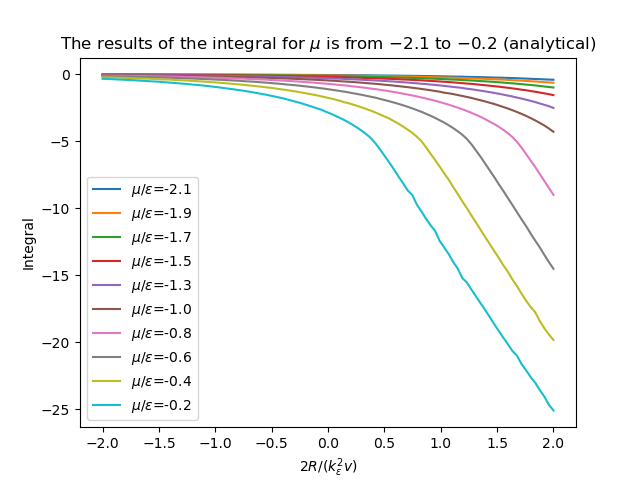 The results of the integral for μ is from −2.1 to −0.2 (analytical)
Integral
0
−5
−10
−15
−20
−25
μ/ε=-2.1
μ/ε=-1.9
μ/ε=-1.7
μ/ε=-1.5
μ/ε=-1.3
μ/ε=-1.0
μ/ε=-0.8
μ/ε=-0.6
μ/ε=-0.4
μ/ε=-0.2
−2.0 −1.5 −1.0 −0.5 0.0 0.5 1.0 1.5 2.0
2R/(k_ε^2 v)